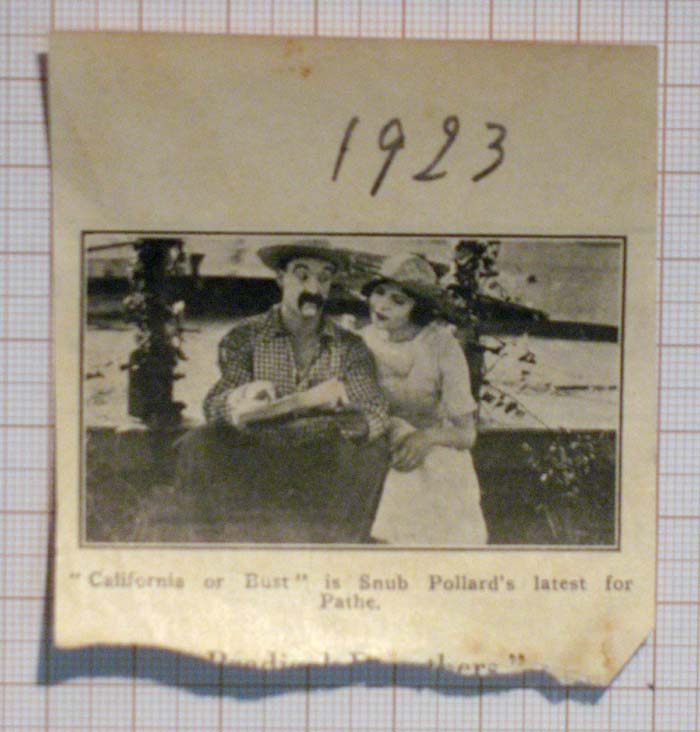 1923
"California or Bust" is Snub Pollard's latest for
Pathe.